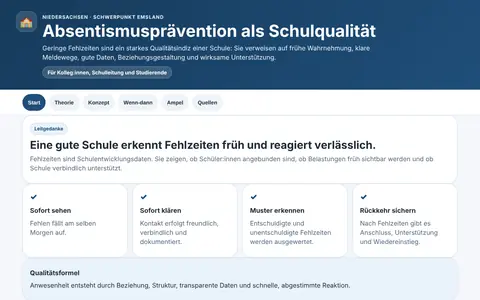 NIEDERSACHSEN · SCHWERPUNKT EMSLAND
Absentismusprävention als Schulqualität
Geringe Fehlzeiten sind ein starkes Qualitätsindiz einer Schule: Sie verweisen auf frühe Wahrnehmung, klare
Meldewege, gute Daten, Beziehungsgestaltung und wirksame Unterstützung.
Für Kolleg:innen, Schulleitung und Studierende
Start Theorie Konzept Wenn-dann Ampel Quellen
Leitgedanke
Eine gute Schule erkennt Fehlzeiten früh und reagiert verlässlich.
Fehlzeiten sind Schulentwicklungsdaten. Sie zeigen, ob Schüler:innen angebunden sind, ob Belastungen früh sichtbar werden und ob
Schule verbindlich unterstützt.
✓
Sofort sehen
Fehlen fällt am selben
Morgen auf.
✓
Sofort klären
Kontakt erfolgt freundlich,
verbindlich und
dokumentiert.
✓
Muster erkennen
Entschuldigte und
unentschuldigte Fehlzeiten
werden ausgewertet.
✓
Rückkehr sichern
Nach Fehlzeiten gibt es
Anschluss, Unterstützung
und Wiedereinstieg.
Qualitätsformel
Anwesenheit entsteht durch Beziehung, Struktur, transparente Daten und schnelle, abgestimmte Reaktion.